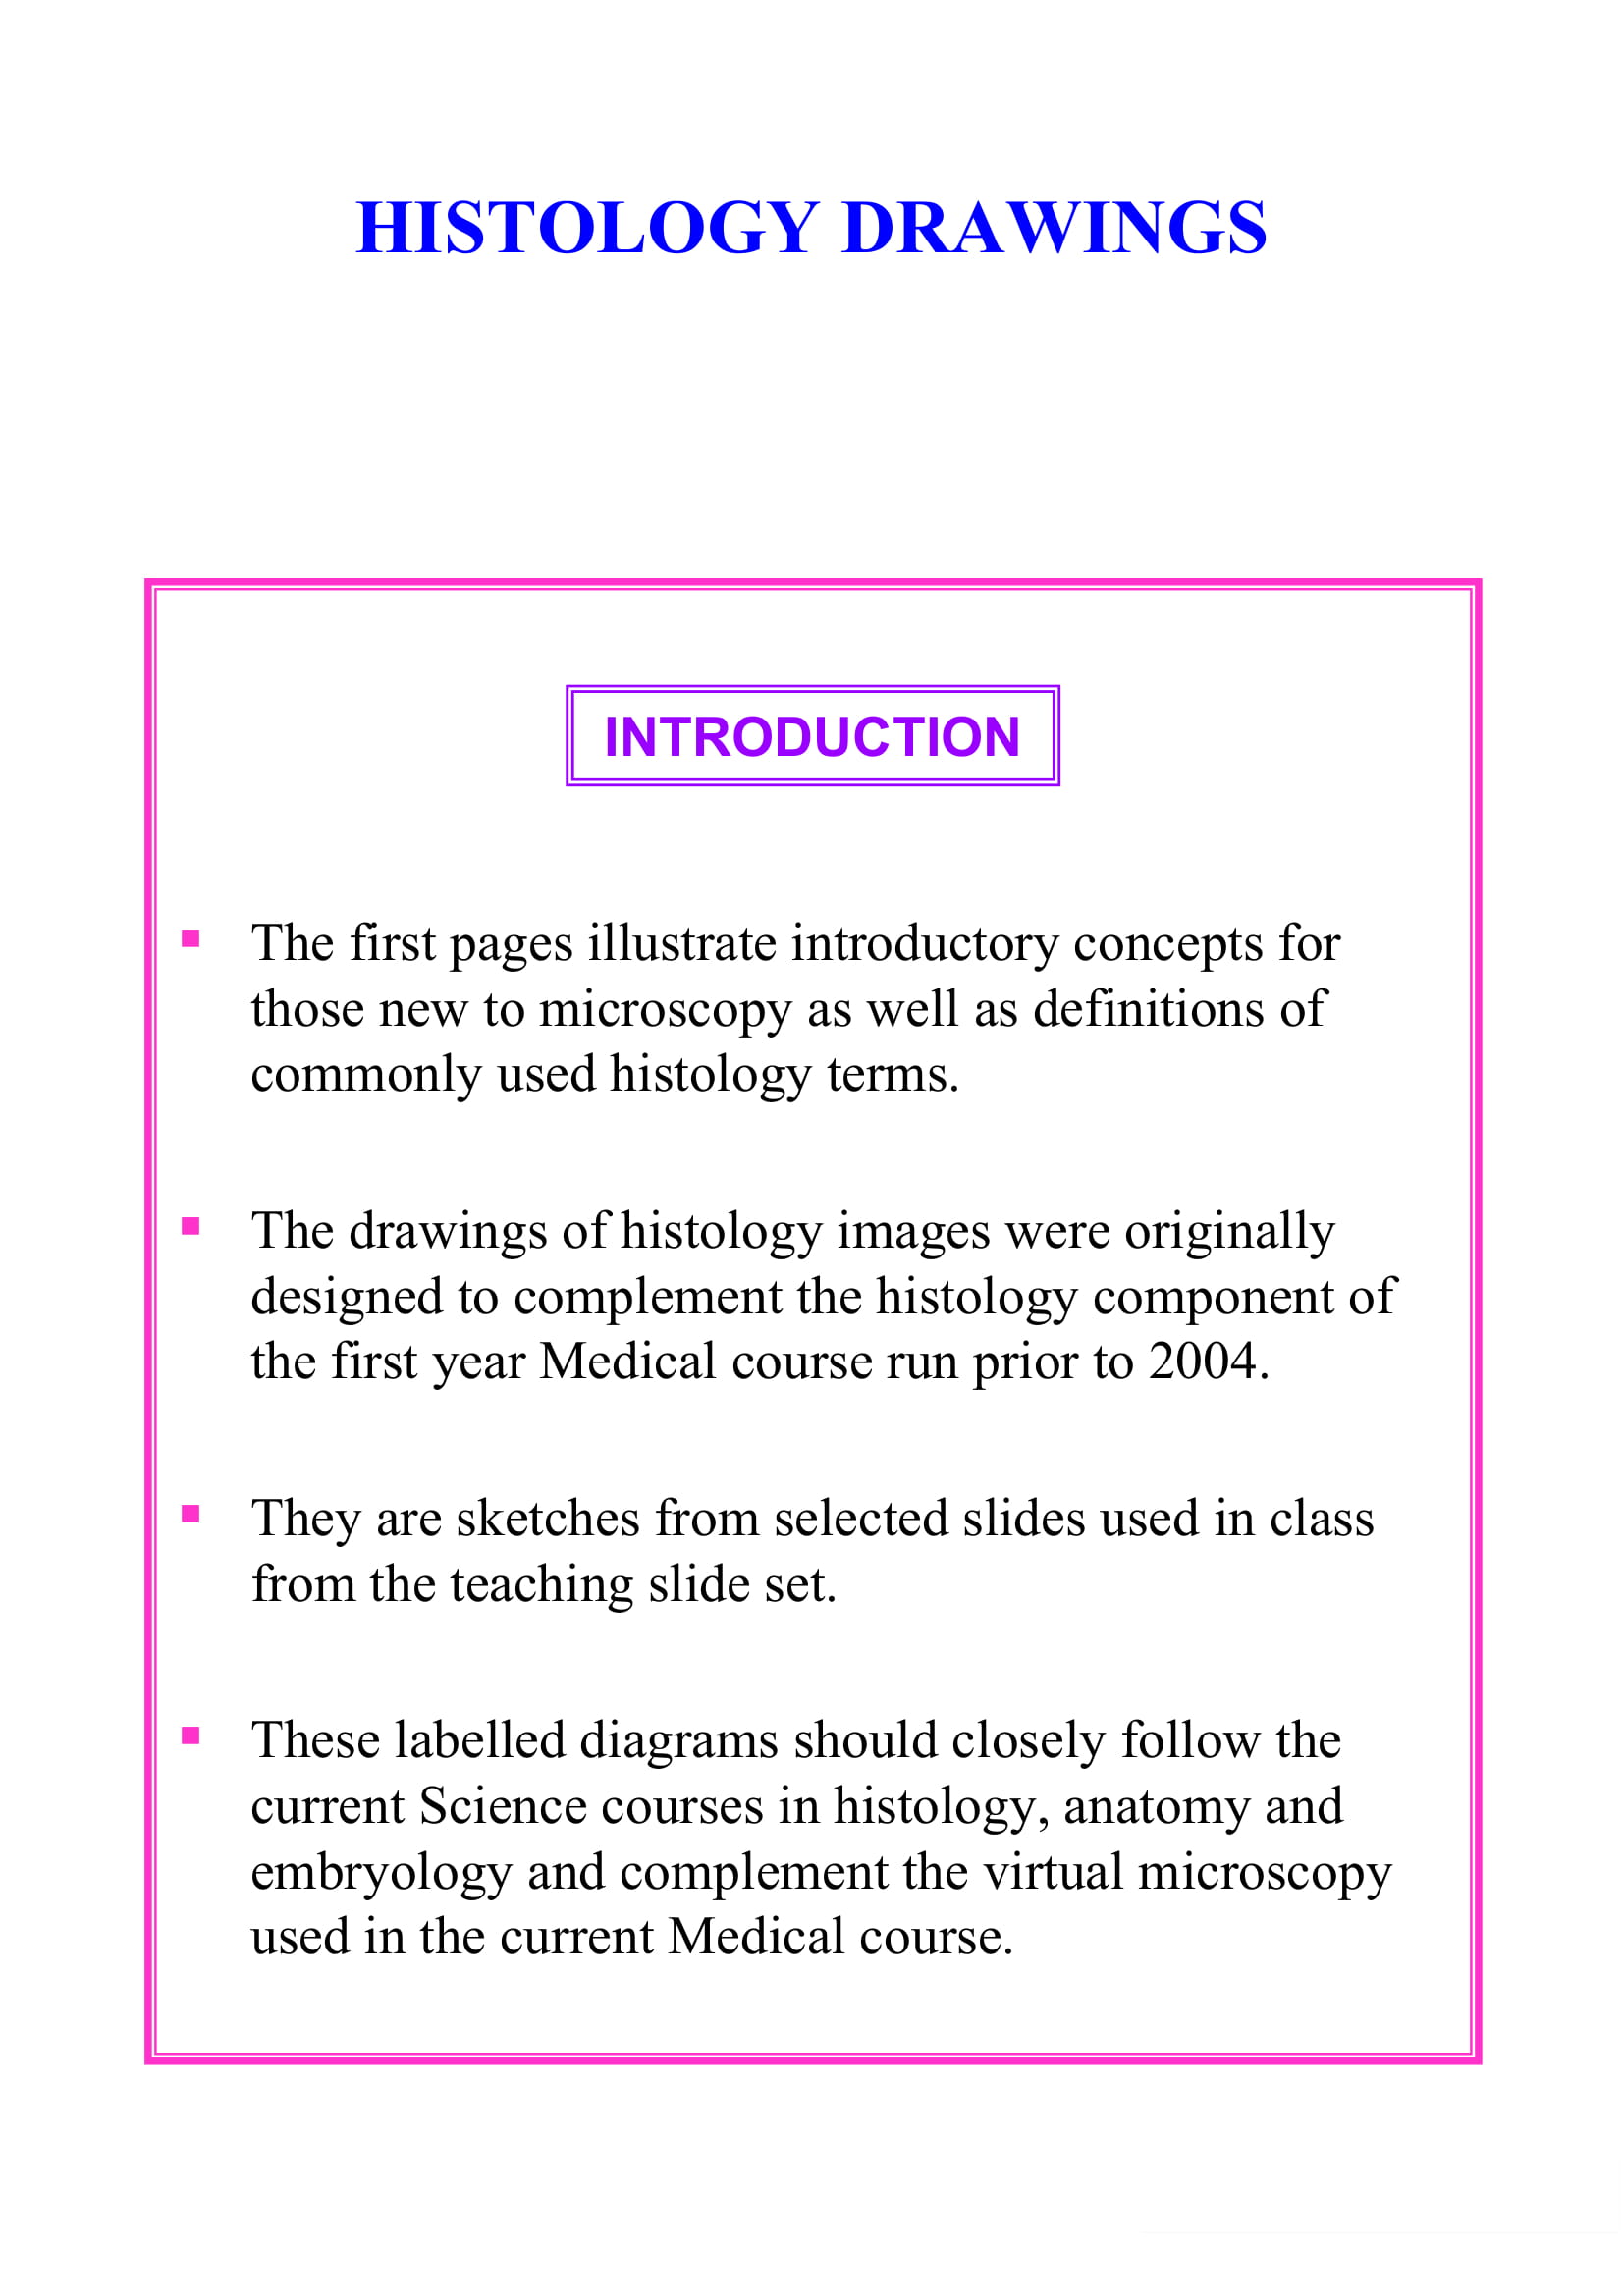 HISTOLOGY DRAWINGS
INTRODUCTION
▪ The first pages illustrate introductory concepts for
those new to microscopy as well as definitions of
commonly used histology terms.
▪ The drawings of histology images were originally
designed to complement the histology component of
the first year Medical course run prior to 2004.
▪ They are sketches from selected slides used in class
from the teaching slide set.
▪ These labelled diagrams should closely follow the
current Science courses in histology, anatomy and
embryology and complement the virtual microscopy
used in the current Medical course.